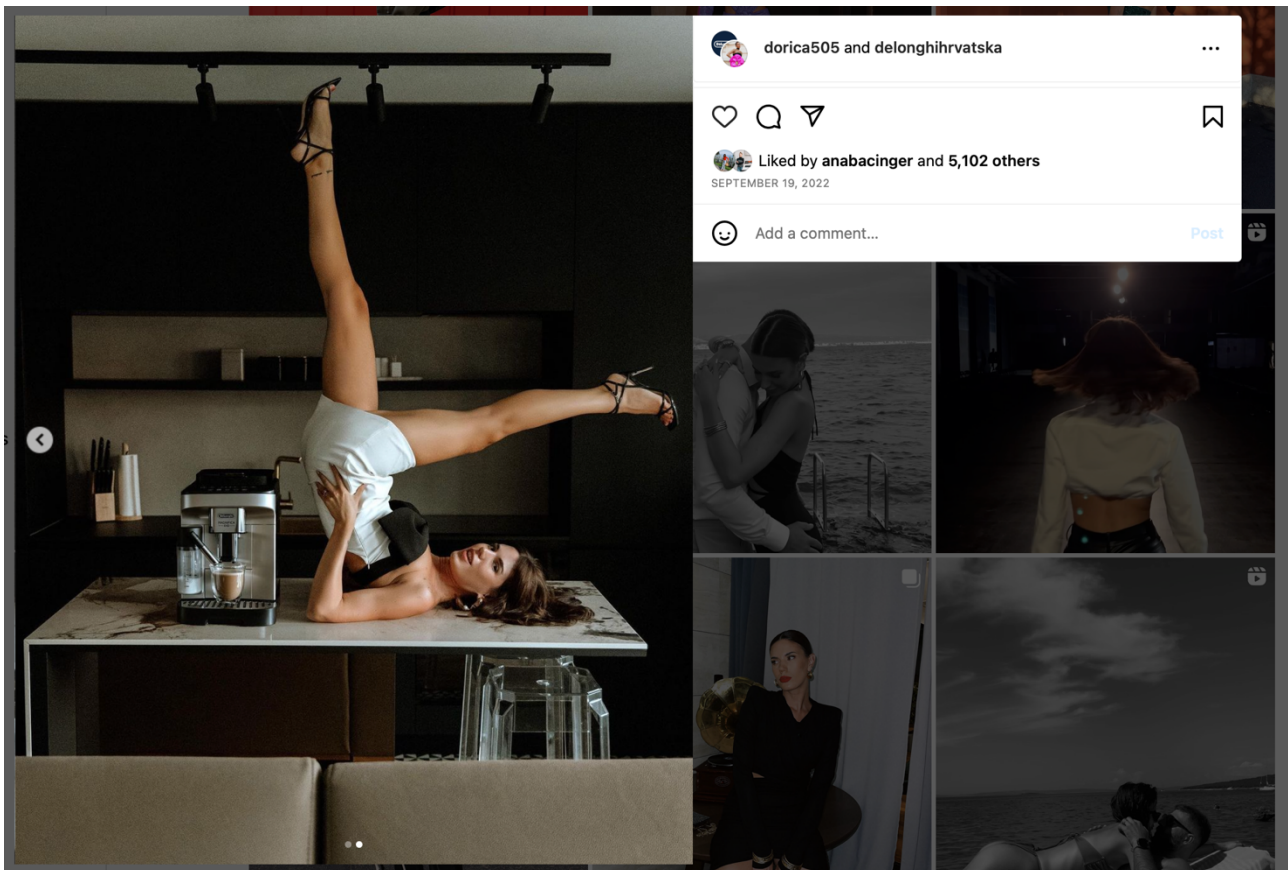 dorica505 and delonghihrvatska
Liked by anabacinger and 5,102 others
SEPTEMBER 19, 2022
Add a comment...
Post
s